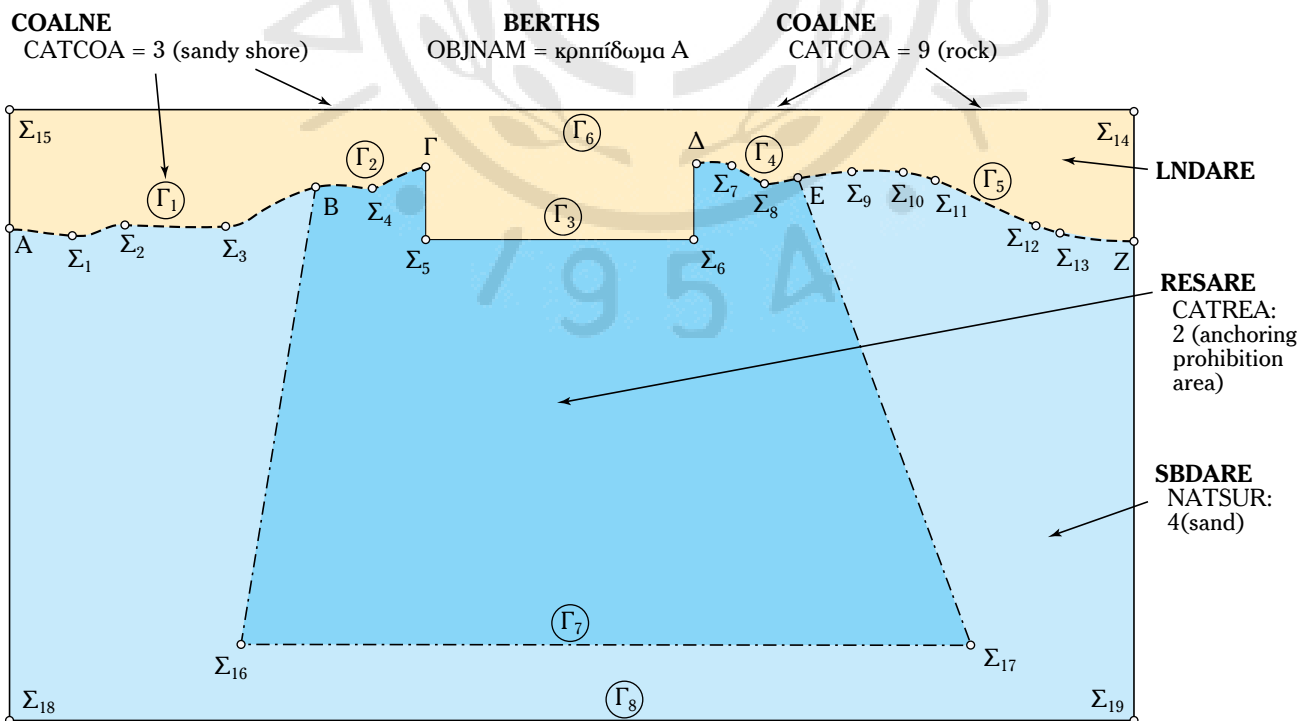 COALNE
CATCOA = 3 (sandy shore)
BERTHS
OBJNAM = κρηπίδωμα Α
COALNE
CATCOA = 9 (rock)
Σ15
Γ6
Σ14
Γ
Δ
Γ2
Γ4
LNDARE
Γ1
Β
Σ4
Σ7
Σ8
Ε
Σ9
Σ10
Σ11
Γ5
Α
Σ1
Σ2
Σ3
Γ3
Σ5
Σ6
Σ12
Σ13
Ζ
RESARE
CATREA:
2 (anchoring
prohibition
area)
1954
SBDARE
NATSUR:
4(sand)
Γ7
Σ16
Σ17
Σ18
Γ8
Σ19